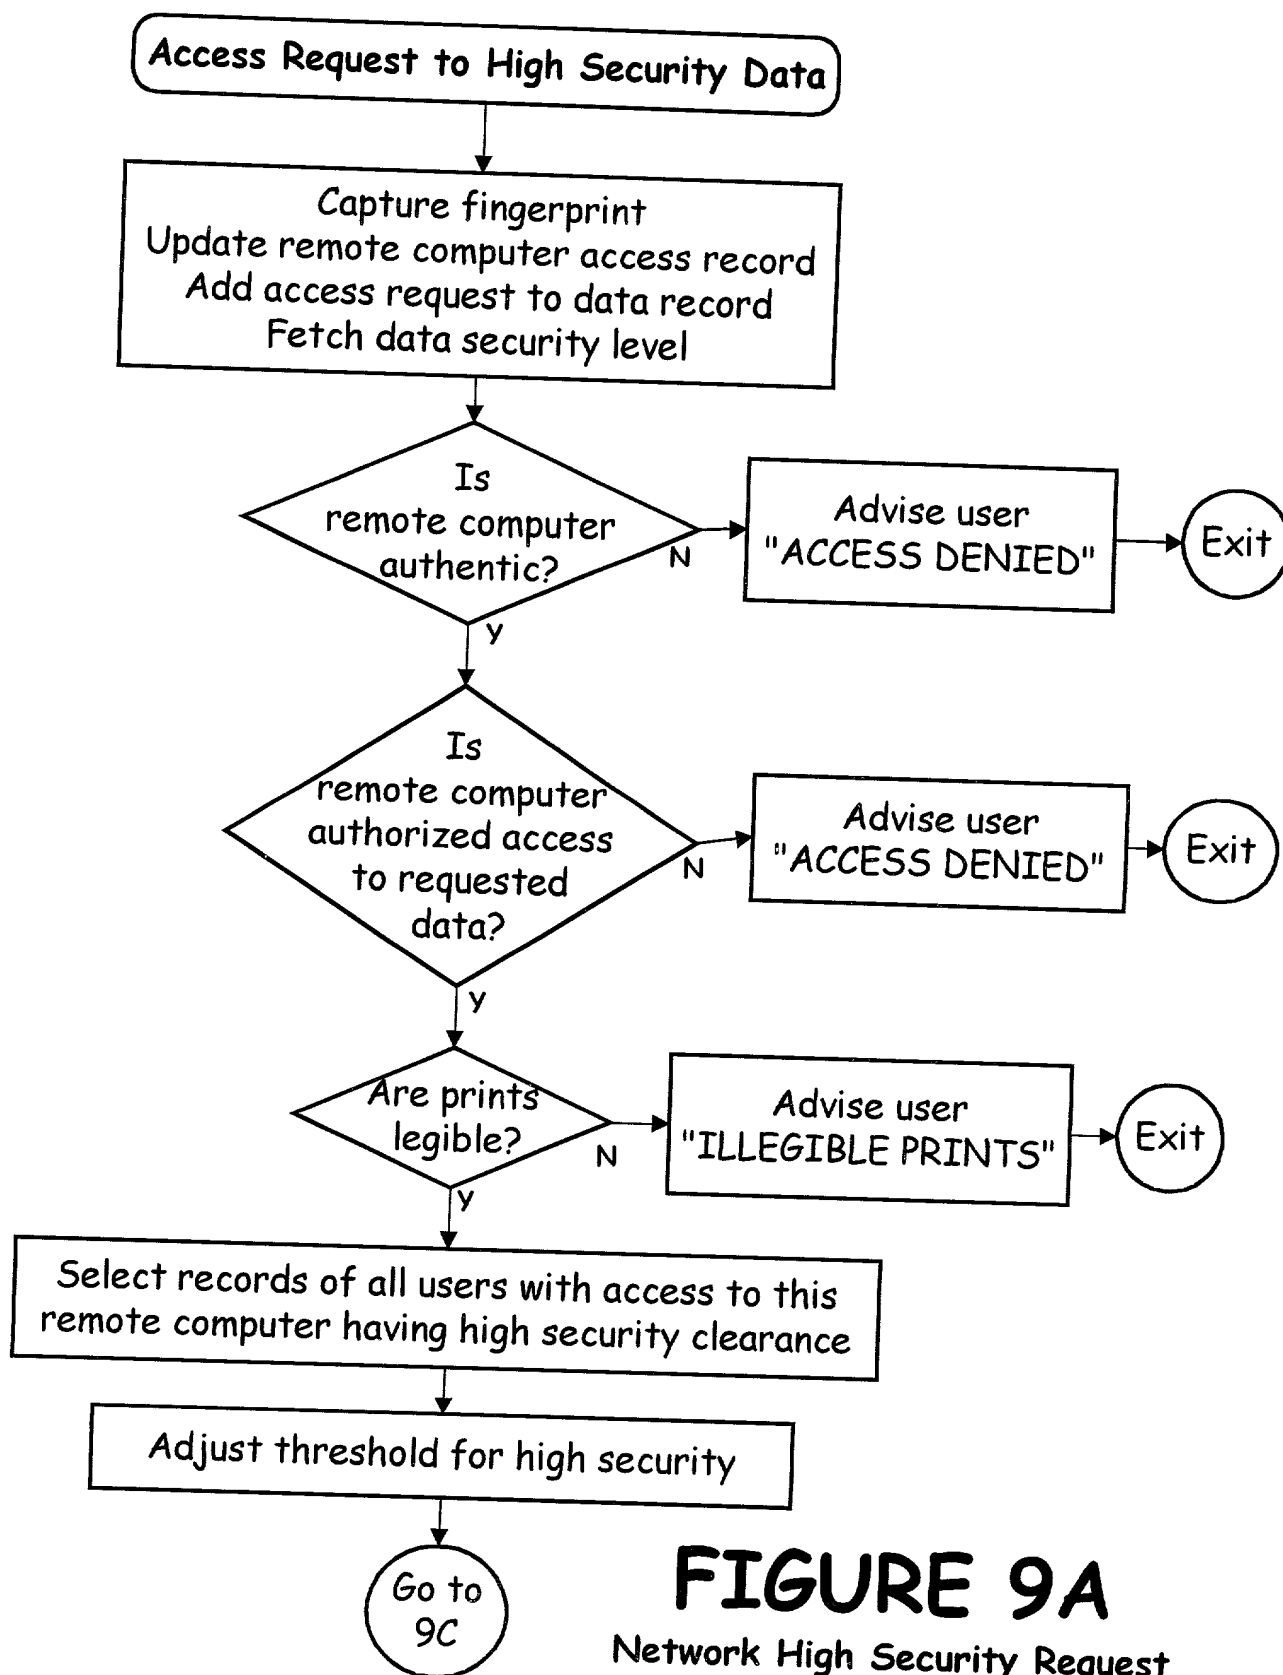 Access Request to High Security Data
Capture fingerprint
Update remote computer access record
Add access request to data record
Fetch data security level
Is
remote computer
authentic?
N
Advise user
"ACCESS DENIED"
Exit
Y
Is
remote computer
authorized access
to requested
data?
N
Advise user
"ACCESS DENIED"
Exit
Y
Are prints
legible?
N
Advise user
"ILLEGIBLE PRINTS"
Exit
Y
Select records of all users with access to this
remote computer having high security clearance
Adjust threshold for high security
Go to
9C
FIGURE 9A
Network High Security Request